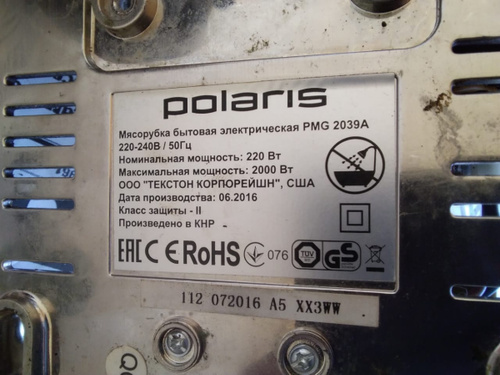 polaris
Мясорубка бытовая электрическая PMG 2039A
220-240В / 50Гц
Номинальная мощность: 220 Вт
Максимальная мощность: 2000 Вт
ООО "ТЕКСТОН КОРПОРЕЙШН", США
Дата производства: 06.2016
Класс защиты - II
Произведено в КНР
EAC CE RoHS 076 TÜV GS
112 072016 A5 XX3WW